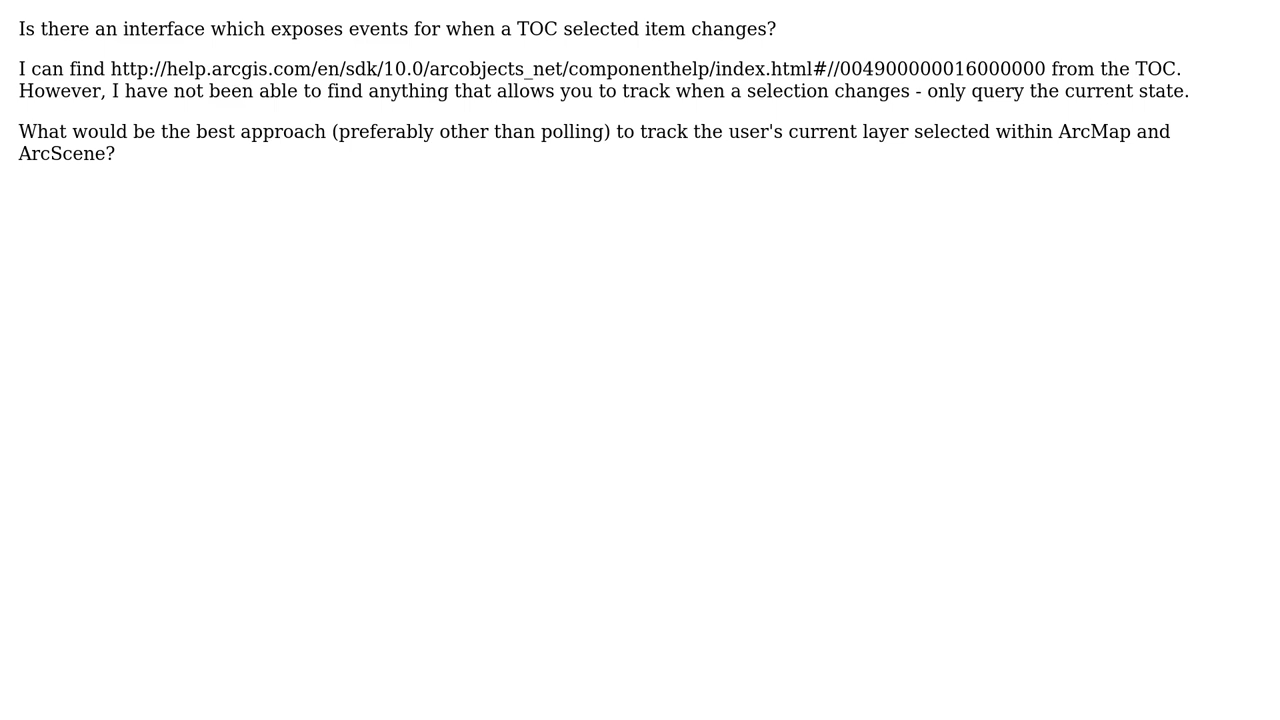 Is there an interface which exposes events for when a TOC selected item changes?
I can find http://help.arcgis.com/en/sdk/10.0/arcobjects_net/componenthelp/index.html#//004900000016000000 from the TOC.
However, I have not been able to find anything that allows you to track when a selection changes - only query the current state.
What would be the best approach (preferably other than polling) to track the user's current layer selected within ArcMap and
ArcScene?